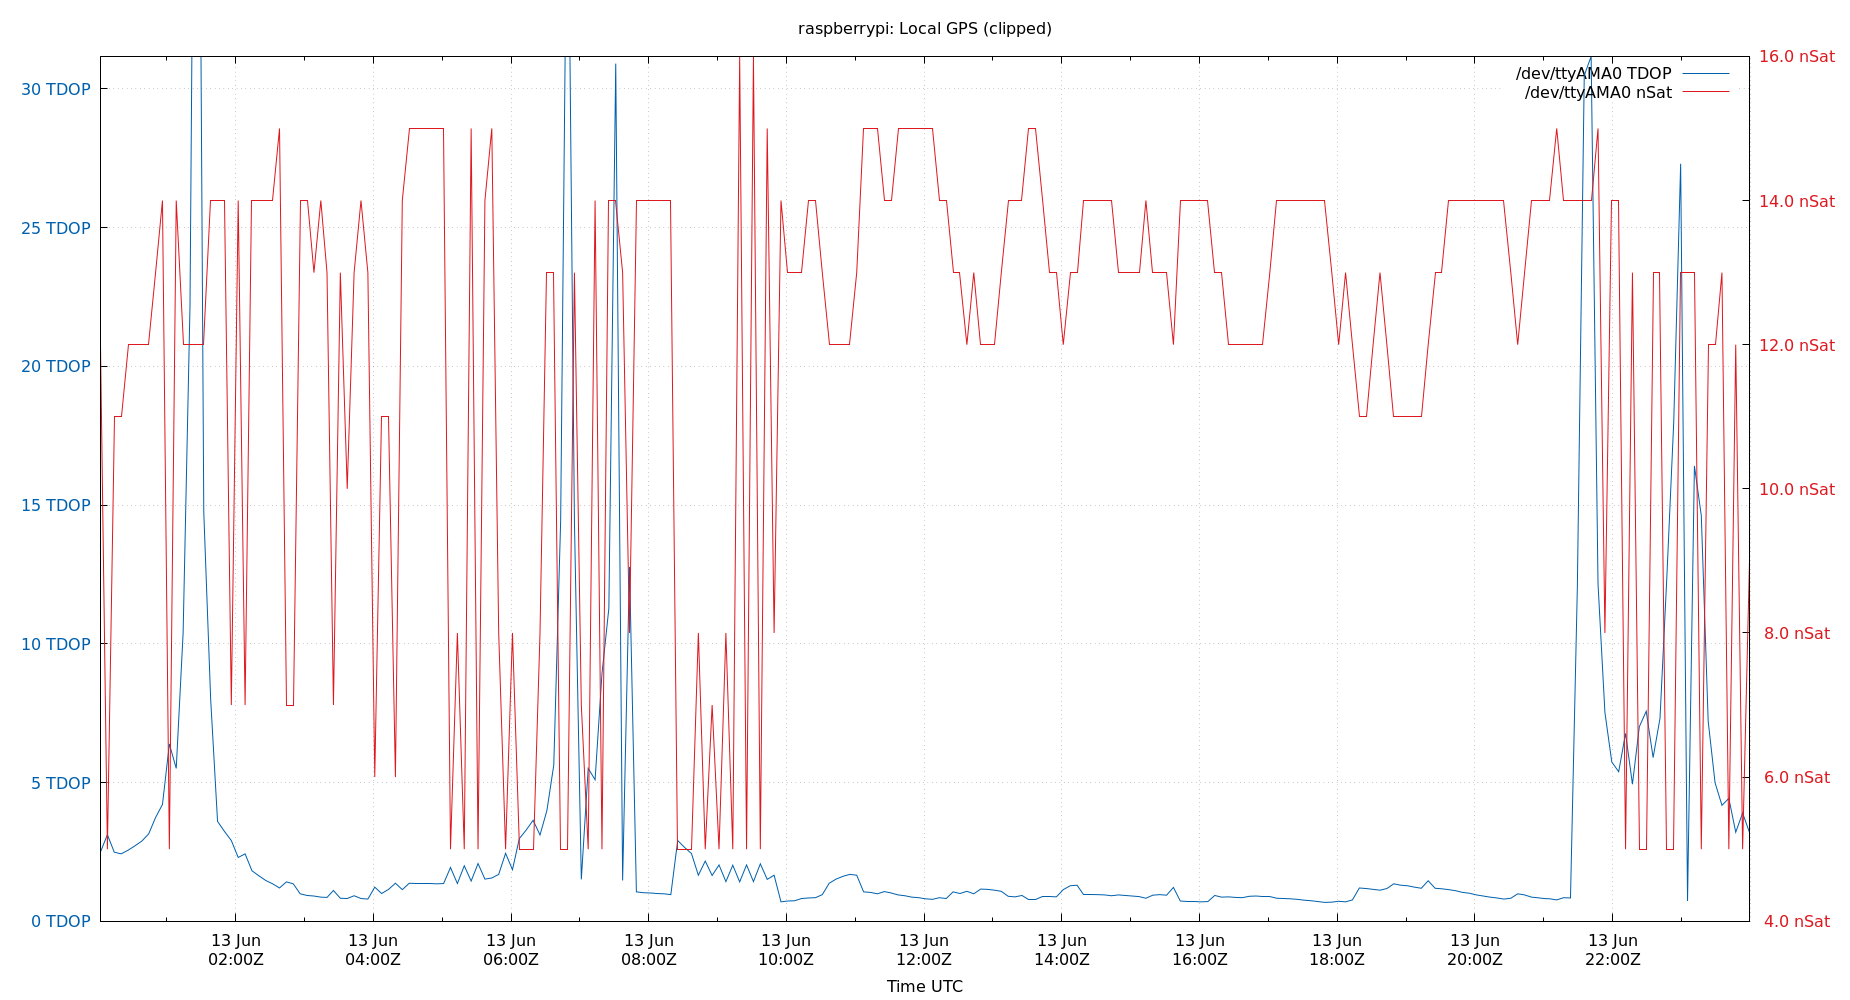 raspberrypi: Local GPS (clipped)
/dev/ttyAMA0 TDOP
/dev/ttyAMA0 nSat
30 TDOP
25 TDOP
20 TDOP
15 TDOP
10 TDOP
5 TDOP
0 TDOP
16.0 nSat
14.0 nSat
12.0 nSat
10.0 nSat
8.0 nSat
6.0 nSat
4.0 nSat
13 Jun 13 Jun 13 Jun 13 Jun 13 Jun 13 Jun 13 Jun 13 Jun 13 Jun 13 Jun 13 Jun
02:00Z 04:00Z 06:00Z 08:00Z 10:00Z 12:00Z 14:00Z 16:00Z 18:00Z 20:00Z 22:00Z
Time UTC